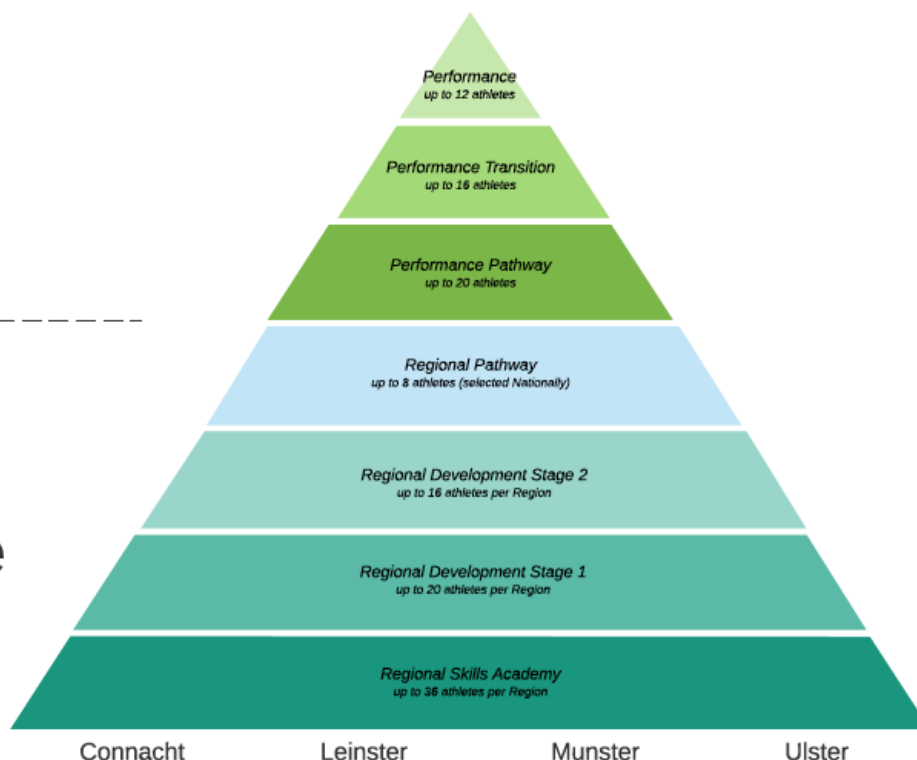 Performance
up to 12 athletes
Performance Transition
up to 16 athletes
Performance Pathway
up to 20 athletes
Regional Pathway
up to 8 athletes (selected Nationally)
Regional Development Stage 2
up to 16 athletes per Region
e
Regional Development Stage 1
up to 20 athletes per Region
Regional Skills Academy
up to 36 athletes per Region
Connacht Leinster Munster Ulster